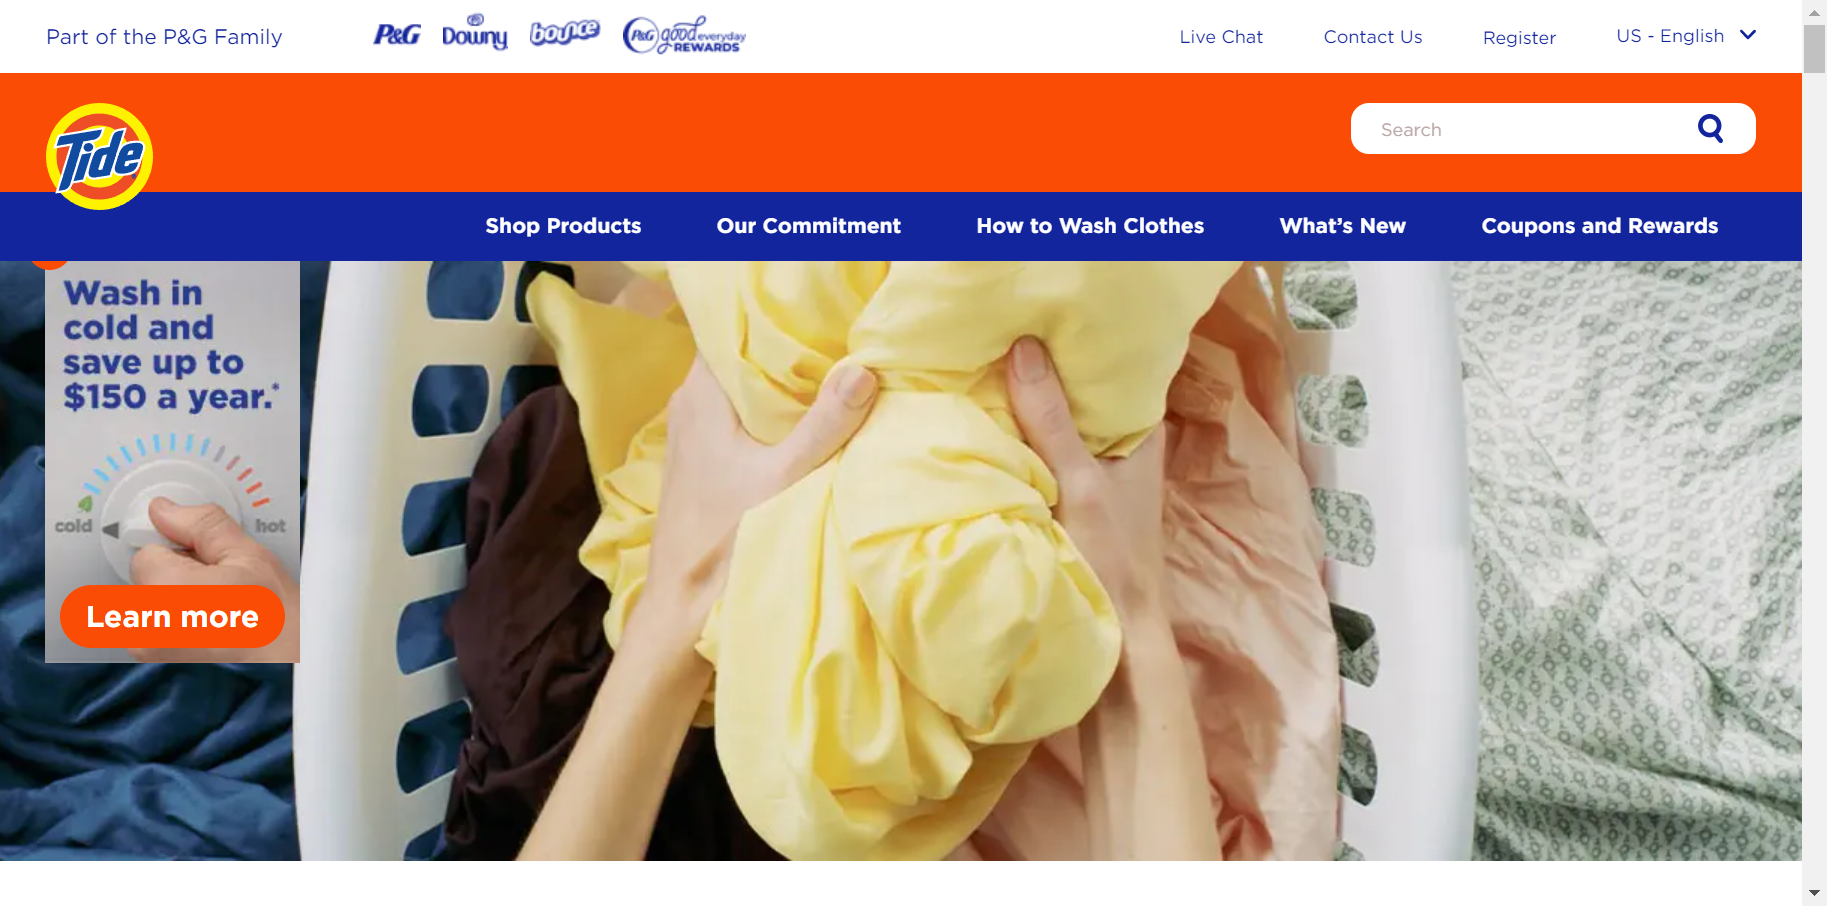 Part of the P&G Family
P&G
Downy
bounce
P&G good everyday REWARDS
Live Chat
Contact Us
Register
US - English
Tide
Search
Shop Products
Our Commitment
How to Wash Clothes
What's New
Coupons and Rewards
Wash in
cold and
save up to
$150 a year.*
cold
hot
Learn more